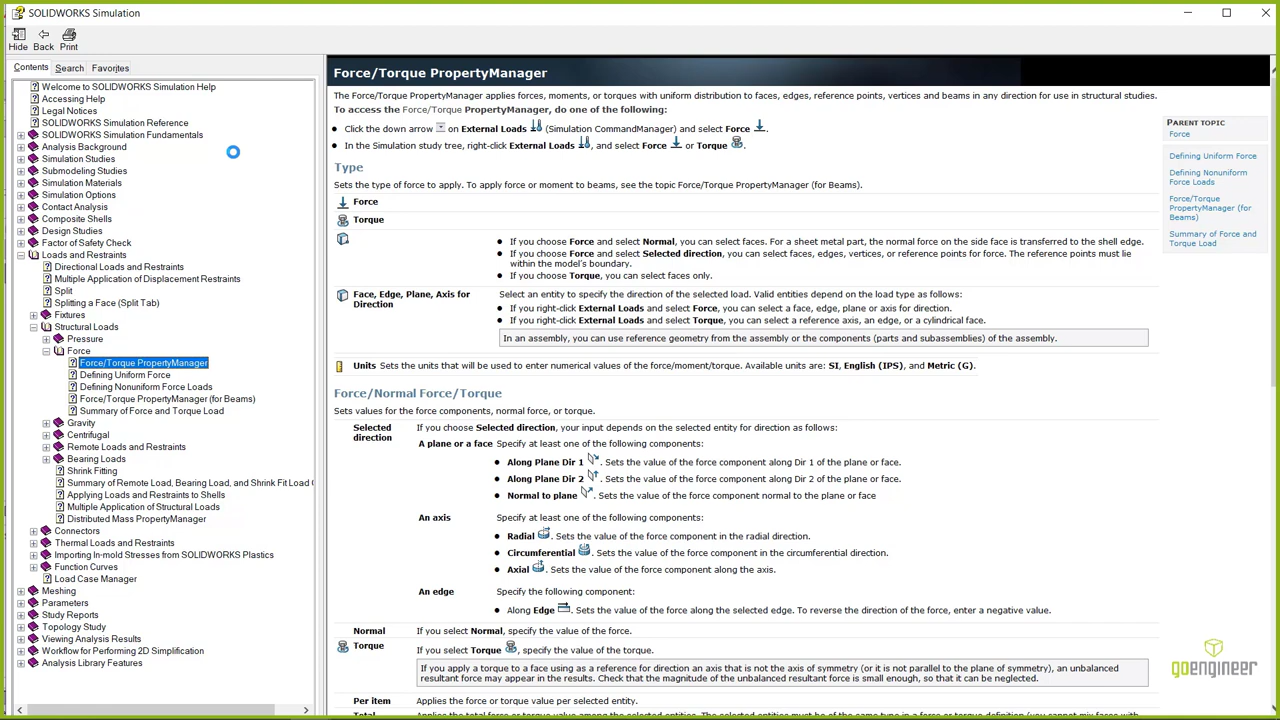 SOLIDWORKS Simulation
Hide Back Print
Contents Search Favorites
Welcome to SOLIDWORKS Simulation Help
Accessing Help
Legal Notices
SOLIDWORKS Simulation Reference
SOLIDWORKS Simulation Fundamentals
Analysis Background
Simulation Studies
Submodeling Studies
Simulation Materials
Simulation Options
Contact Analysis
Composite Shells
Design Studies
Factor of Safety Check
Loads and Restraints
Directional Loads and Restraints
Multiple Application of Displacement Restraints
Split
Splitting a Face (Split Tab)
Fixtures
Structural Loads
Pressure
Force
Force/Torque PropertyManager
Defining Uniform Force
Defining Nonuniform Force Loads
Force/Torque PropertyManager (for Beams)
Summary of Force and Torque Load
Gravity
Centrifugal
Remote Loads and Restraints
Bearing Loads
Shrink Fitting
Summary of Remote Load, Bearing Load, and Shrink Fit Load C
Applying Loads and Restraints to Shells
Multiple Application of Structural Loads
Distributed Mass PropertyManager
Connectors
Thermal Loads and Restraints
Importing In-mold Stresses from SOLIDWORKS Plastics
Function Curves
Load Case Manager
Meshing
Parameters
Study Reports
Topology Study
Viewing Analysis Results
Workflow for Performing 2D Simplification
Analysis Library Features
Force/Torque PropertyManager
The Force/Torque PropertyManager applies forces, moments, or torques with uniform distribution to faces, edges, reference points, vertices and beams in any direction for use in structural studies.
To access the Force/Torque PropertyManager, do one of the following:
• Click the down arrow on External Loads (Simulation CommandManager) and select Force .
• In the Simulation study tree, right-click External Loads , and select Force or Torque .
Type
Sets the type of force to apply. To apply force or moment to beams, see the topic Force/Torque PropertyManager (for Beams).
Force
Torque
• If you choose Force and select Normal, you can select faces. For a sheet metal part, the normal force on the side face is transferred to the shell edge.
• If you choose Force and select Selected direction, you can select faces, edges, vertices, or reference points for force. The reference points must lie
within the model's boundary.
• If you choose Torque, you can select faces only.
Face, Edge, Plane, Axis for
Direction
Select an entity to specify the direction of the selected load. Valid entities depend on the load type as follows:
• If you right-click External Loads and select Force, you can select a face, edge, plane or axis for direction.
• If you right-click External Loads and select Torque, you can select a reference axis, an edge, or a cylindrical face.
In an assembly, you can use reference geometry from the assembly or the components (parts and subassemblies) of the assembly.
Units Sets the units that will be used to enter numerical values of the force/moment/torque. Available units are: SI, English (IPS), and Metric (G).
Force/Normal Force/Torque
Sets values for the force components, normal force, or torque.
Selected
direction
If you choose Selected direction, your input depends on the selected entity for direction as follows:
A plane or a face Specify at least one of the following components:
• Along Plane Dir 1 . Sets the value of the force component along Dir 1 of the plane or face.
• Along Plane Dir 2 . Sets the value of the force component along Dir 2 of the plane or face.
• Normal to plane . Sets the value of the force component normal to the plane or face
An axis Specify at least one of the following components:
• Radial . Sets the value of the force component in the radial direction.
• Circumferential . Sets the value of the force component in the circumferential direction.
• Axial . Sets the value of the force component along the axis.
An edge Specify the following component:
• Along Edge . Sets the value of the force along the selected edge. To reverse the direction of the force, enter a negative value.
Normal If you select Normal, specify the value of the force.
Torque If you select Torque , specify the value of the torque.
If you apply a torque to a face using as a reference for direction an axis that is not the axis of symmetry (or it is not parallel to the plane of symmetry), an unbalanced
resultant force may appear in the results. Check that the magnitude of the unbalanced resultant force is small enough, so that it can be neglected.
Per item Applies the force or torque value per selected entity.
PARENT TOPIC
Force
Defining Uniform Force
Defining Nonuniform
Force Loads
Force/Torque
PropertyManager (for
Beams)
Summary of Force and
Torque Load
goengineer